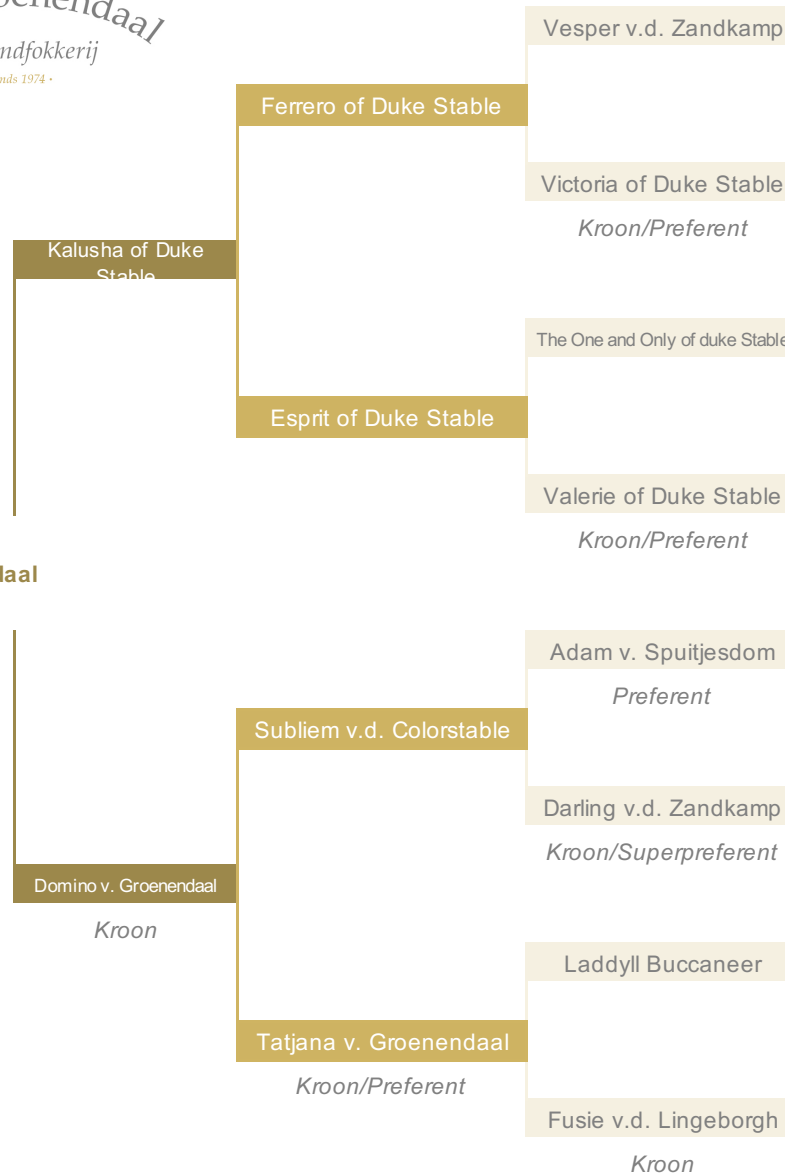 ndfokkerij
nds 1974 •
Vesper v.d. Zandkamp
Ferrero of Duke Stable
Victoria of Duke Stable
Kroon/Preferent
Kalusha of Duke
Stable
The One and Only of duke Stable
Esprit of Duke Stable
Valerie of Duke Stable
Kroon/Preferent
laal
Adam v. Spuitjesdom
Preferent
Subliem v.d. Colorstable
Darling v.d. Zandkamp
Kroon/Superpreferent
Domino v. Groenendaal
Kroon
Laddyll Buccaneer
Tatjana v. Groenendaal
Kroon/Preferent
Fusie v.d. Lingeborgh
Kroon